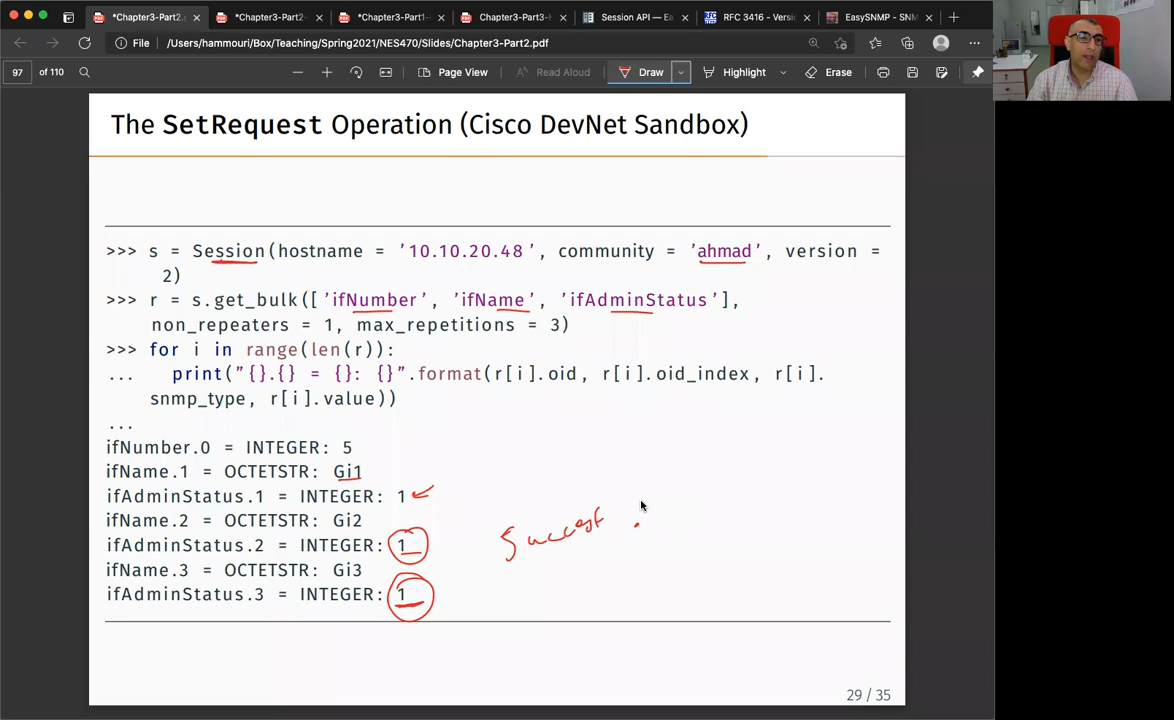 *Chapter3-Part2.
*Chapter3-Part2-
*Chapter3-Part1-
Chapter3-Part3-
Session API —
RFC 3416 - Versi
EasySNMP - SNM
File /Users/hammouri/Box/Teaching/Spring2021/NES470/Slides/Chapter3-Part2.pdf
97 of 110 Page View Read Aloud Draw Highlight Erase
The SetRequest Operation (Cisco DevNet Sandbox)
>>> s = Session(hostname = '10.10.20.48', community = 'ahmad', version =
2)
>>> r = s.get_bulk(['ifNumber', 'ifName', 'ifAdminStatus'],
non_repeaters = 1, max_repetitions = 3)
>>> for i in range(len(r)):
... print("{}.{} = {}: {}".format(r[i].oid, r[i].oid_index, r[i].
snmp_type, r[i].value))
...
ifNumber.0 = INTEGER: 5
ifName.1 = OCTETSTR: Gi1
ifAdminStatus.1 = INTEGER: 1
ifName.2 = OCTETSTR: Gi2
ifAdminStatus.2 = INTEGER: 1
ifName.3 = OCTETSTR: Gi3
ifAdminStatus.3 = INTEGER: 1
29 / 35